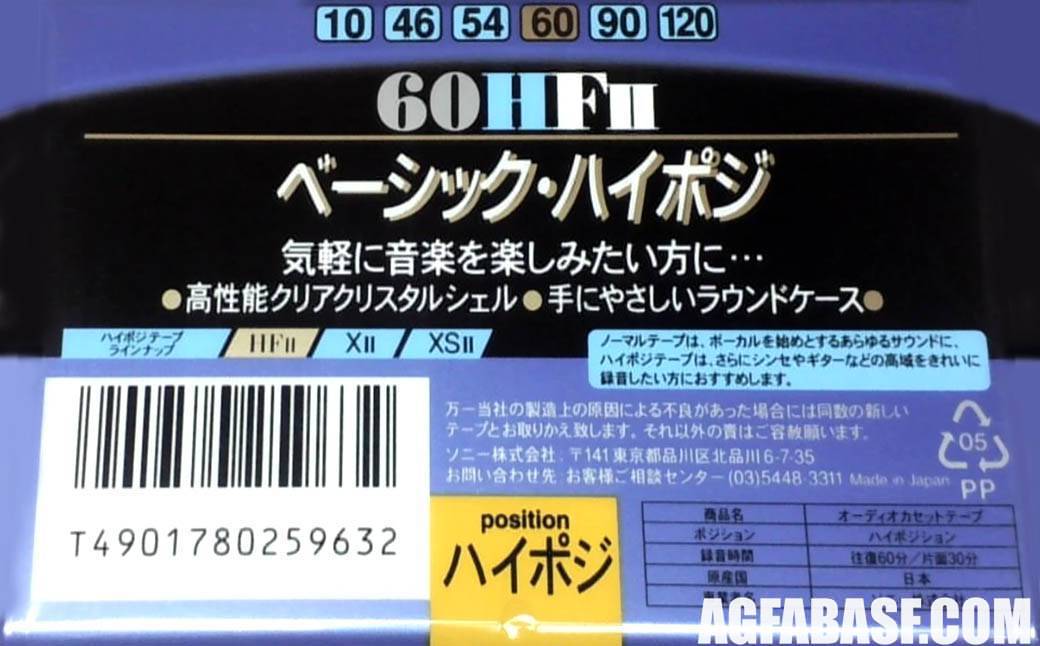 10 46 54 60 90 120
60HFII
ベーシック・ハイポジ
気軽に音楽を楽しみたい方に…
●高性能クリアクリスタルシェル●手にやさしいラウンドケース●
ハイポジテープ
ラインナップ
HFII XII XSII
ノーマルテープは、ボーカルを始めとするあらゆるサウンドに、
ハイポジテープは、さらにシンセやギターなどの高域をきれいに
録音したい方におすすめします。
万一当社の製造上の原因による不良があった場合には同数の新しい
テープとお取りかえ致します。それ以外の責はご容赦願います。
ソニー株式会社 〒141 東京都品川区北品川6-7-35
お問い合わせ先 お客様ご相談センター (03)5448-3311 Made in Japan
05
PP
T4901780259632
position
ハイポジ
商品名 オーディオカセットテープ
ポジション ハイポジション
録音時間 往復60分/片面30分
原産国 日本
AGFABASF.COM